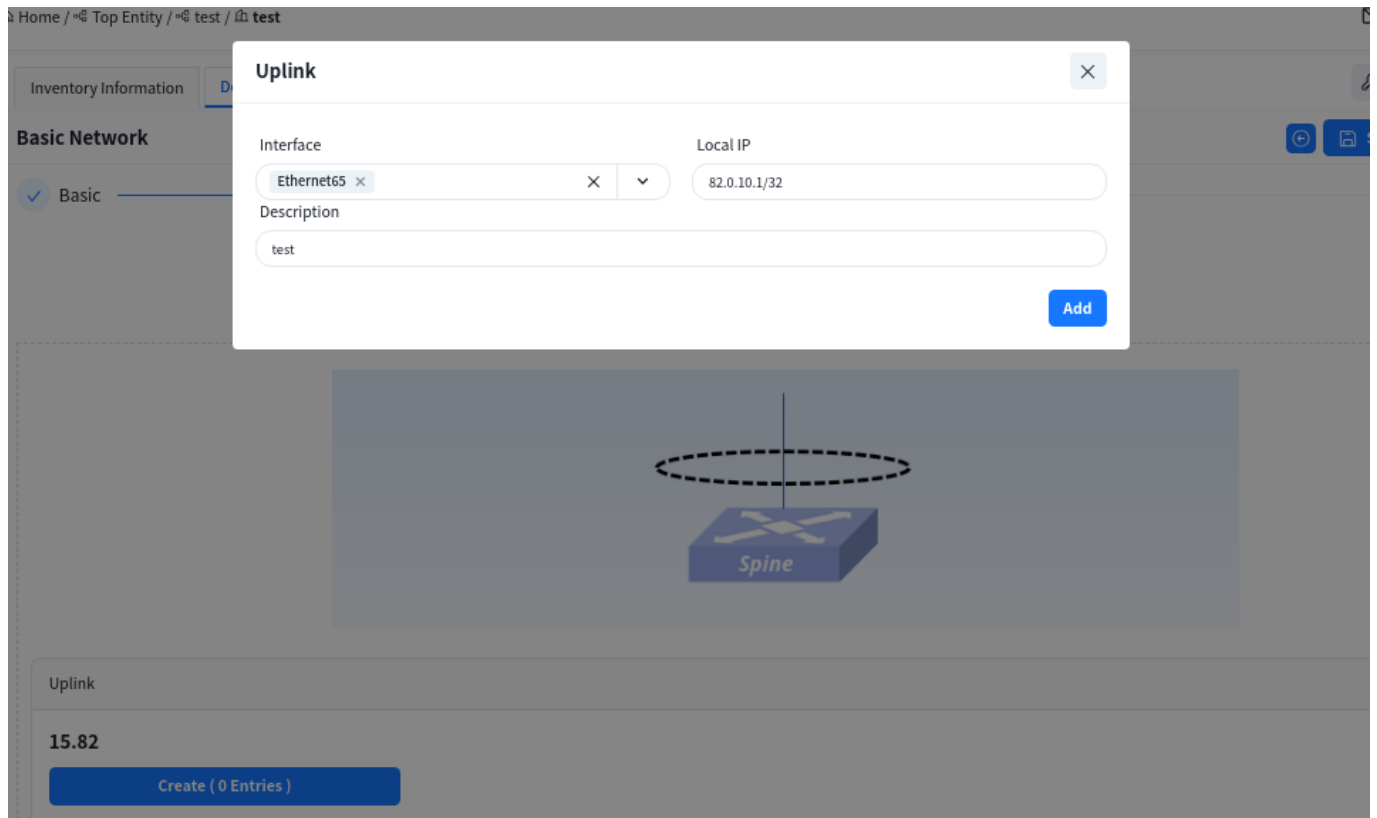 Home / Top Entity / test / test
Uplink
Inventory Information
Basic Network
Interface
Local IP
Ethernet65
82.0.10.1/32
Basic
Description
test
Add
Spine
Uplink
15.82
Create ( 0 Entries )